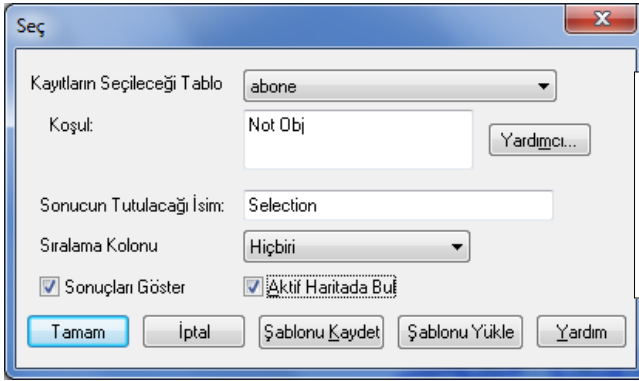 Seç
Kayıtların Seçileceği Tablo abone
Koşul: Not Obj
Yardımcı...
Sonucun Tutulacağı İsim: Selection
Sıralama Kolonu Hiçbiri
Sonuçları Göster Aktif Haritada Bul
Tamam İptal Şablonu Kaydet Şablonu Yükle Yardım